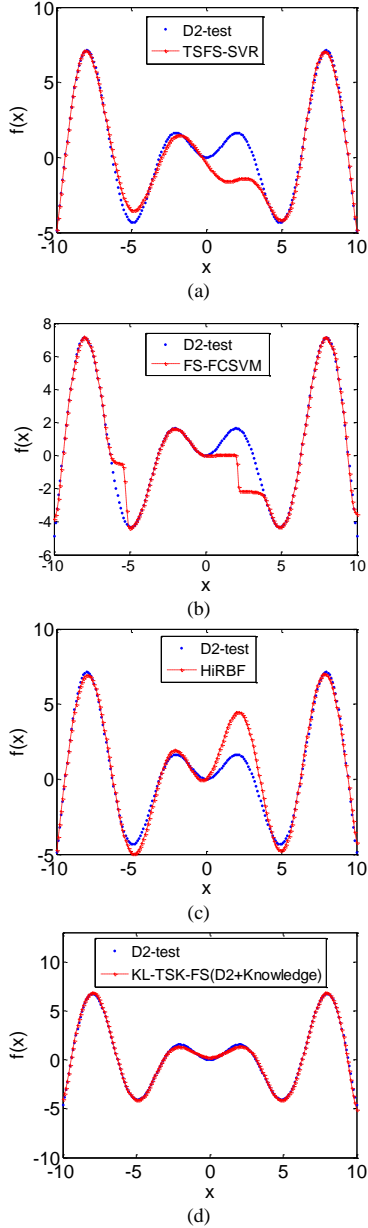 10
5
0
-5
-10
-5
0
5
10
f(x)
x
D2-test
TSFS-SVR
(a)
8
6
4
2
0
-2
-4
-6
-10
-5
0
5
10
f(x)
x
D2-test
FS-FCSVM
(b)
10
5
0
-5
-10
-5
0
5
10
f(x)
x
D2-test
HiRBF
(c)
10
5
0
-5
-10
-10
-5
0
5
10
f(x)
x
D2-test
KL-TSK-FS(D2+Knowledge)
(d)